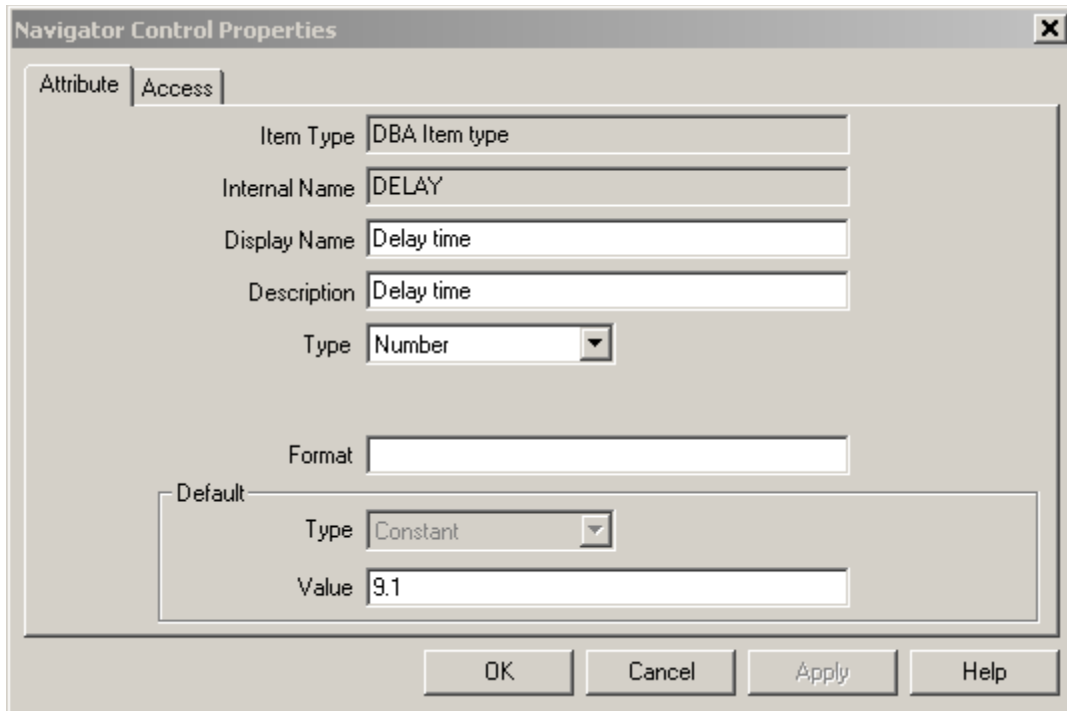 Navigator Control Properties
Attribute Access
Item Type DBA Item type
Internal Name DELAY
Display Name Delay time
Description Delay time
Type Number
Format
Default
Type Constant
Value 9.1
OK Cancel Apply Help